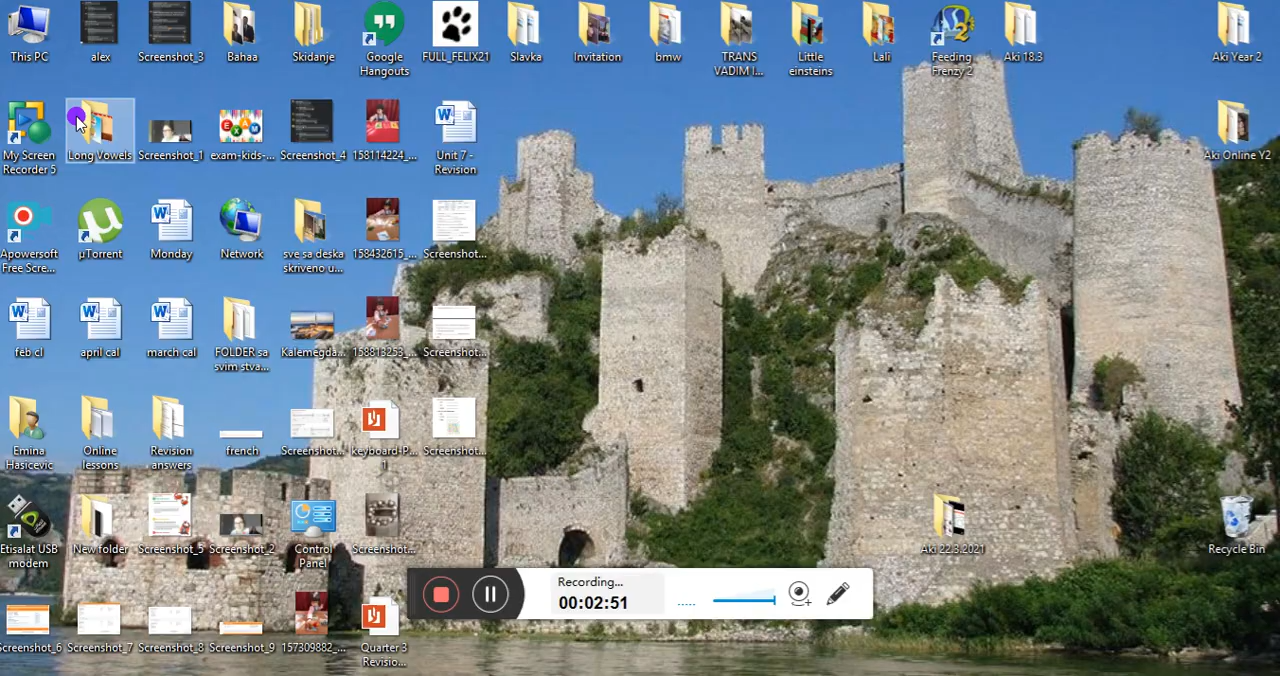 This PC
alex
Screenshot_3
Bahaa
Skidanje
Google
Hangouts
FULL_FELIX21
Slavka
Invitation
bmw
TRANS
VADIM I...
Little
einsteins
Lali
Feeding
Frenzy 2
Aki 18.3
Aki Year 2
My Screen
Recorder 5
Long Vowels
Screenshot_1
EXAM
exam-kids-...
Screenshot_4
158114224_...
Unit 7 -
Revision
Aki Online Y2
Apowersoft
Free Scre...
µTorrent
Monday
Network
sve sa deska
skriveno u...
158432615_...
Screenshot...
feb cl
april cal
march cal
FOLDER sa
svim stva...
Kalemegda...
158813253_...
Screenshot...
Emina
Hasicevic
Online
lessons
Revision
answers
french
Screenshot...
keyboard-P...
1
Screenshot...
Etisalat USB
modem
New folder
Screenshot_5
Screenshot_2
Control
Panel
Screenshot...
Aki 22.3.2021
Recycle Bin
Recording...
00:02:51
Screenshot_6
Screenshot_7
Screenshot_8
Screenshot_9
157309882_...
Quarter 3
Revisio...